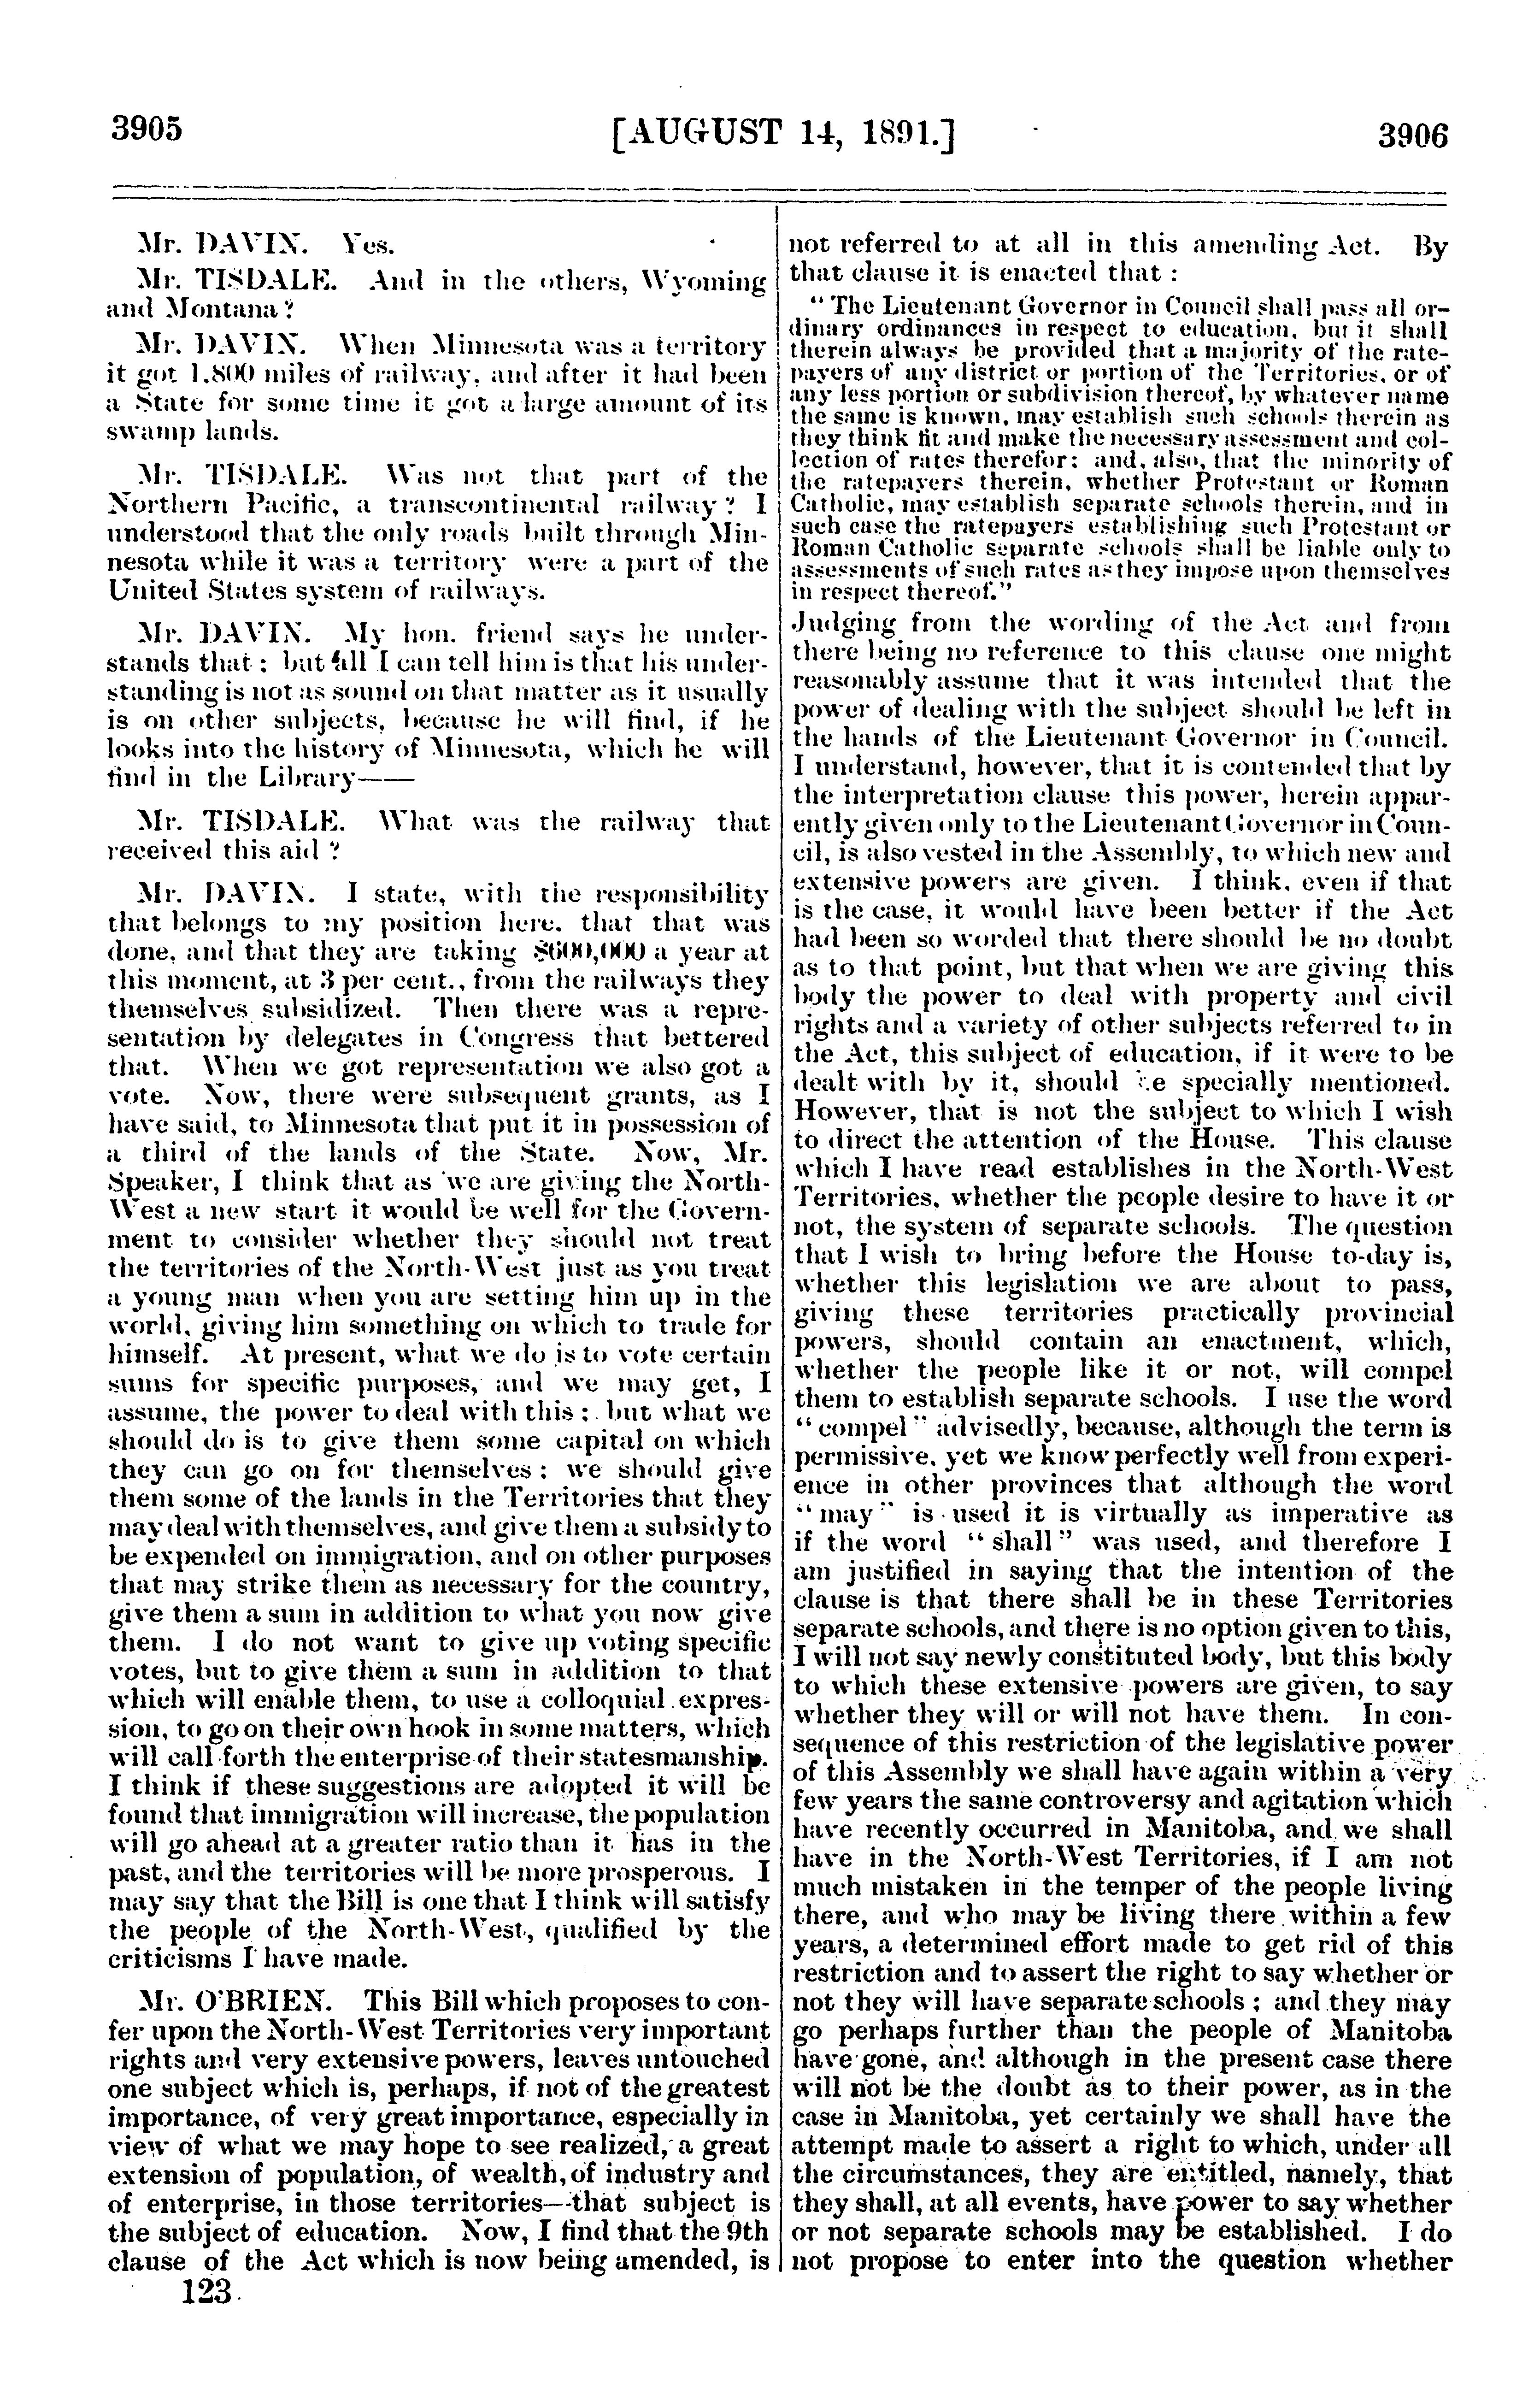 3905
[AUGUST 14, 1891.]
3906
Mr. DAVIN. Yes.
Mr. TISDALE. And in the others, Wyoming
and Montana?
Mr. DAVIN. When Minnesota was a territory
it got 1,800 miles of railway, and after it had been
a State for some time it got a large amount of its
swamp lands.
Mr. TISDALE. Was not that part of the
Northern Pacific, a transcontinental railway? I
understood that the only roads built through Min-
nesota while it was a territory were a part of the
United States system of railways.
Mr. DAVIN. My hon. friend says he under-
stands that: but all I can tell him is that his under-
standing is not as sound on that matter as it usually
is on other subjects, because he will find, if he
looks into the history of Minnesota, which he will
find in the Library——
Mr. TISDALE. What was the railway that
received this aid?
Mr. DAVIN. I state, with the responsibility
that belongs to my position here, that that was
done, and that they are taking $600,000 a year at
this moment, at 3 per cent., from the railways they
themselves subsidized. Then there was a repre-
sentation by delegates in Congress that bettered
that. When we got representation we also got a
vote. Now, there were subsequent grants, as I
have said, to Minnesota that put it in possession of
a third of the lands of the State. Now, Mr.
Speaker, I think that as we are giving the North-
West a new start it would be well for the Govern-
ment to consider whether they should not treat
the territories of the North-West just as you treat
a young man when you are setting him up in the
world, giving him something on which to trade for
himself. At present, what we do is to vote certain
sums for specific purposes, and we may get, I
assume, the power to deal with this; but what we
should do is to give them some capital on which
they can go on for themselves: we should give
them some of the lands in the Territories that they
may deal with themselves, and give them a subsidy to
be expended on immigration, and on other purposes
that may strike them as necessary for the country,
give them a sum in addition to what you now give
them. I do not want to give up voting specific
votes, but to give them a sum in addition to that
which will enable them, to use a colloquial expres-
sion, to go on their own hook in some matters, which
will call forth the enterprise of their statesmanship.
I think if these suggestions are adopted it will be
found that immigration will increase, the population
will go ahead at a greater ratio than it has in the
past, and the territories will be more prosperous. I
may say that the Bill is one that I think will satisfy
the people of the North-West, qualified by the
criticisms I have made.
Mr. O'BRIEN. This Bill which proposes to con-
fer upon the North-West Territories very important
rights and very extensive powers, leaves untouched
one subject which is, perhaps, if not of the greatest
importance, of very great importance, especially in
view of what we may hope to see realized, a great
extension of population, of wealth, of industry and
of enterprise, in those territories—that subject is
the subject of education. Now, I find that the 9th
clause of the Act which is now being amended, is
123
not referred to at all in this amending Act. By
that clause it is enacted that:
"The Lieutenant Governor in Council shall pass all or-
dinary ordinances in respect to education, but it shall
therein always be provided that a majority of the rate-
payers of any district or portion of the Territories, or of
any less portion or subdivision thereof, by whatever name
the same is known, may establish such schools therein as
they think fit and make the necessary assessment and col-
lection of rates therefor; and, also, that the minority of
the ratepayers therein, whether Protestant or Roman
Catholic, may establish separate schools therein, and in
such case the ratepayers establishing such Protestant or
Roman Catholic separate schools shall be liable only to
assessments of such rates as they impose upon themselves
in respect thereof."
Judging from the wording of the Act and from
there being no reference to this clause one might
reasonably assume that it was intended that the
power of dealing with the subject should be left in
the hands of the Lieutenant Governor in Council.
I understand, however, that it is contended that by
the interpretation clause this power, herein appar-
ently given only to the Lieutenant Governor in Coun-
cil, is also vested in the Assembly, to which new and
extensive powers are given. I think, even if that
is the case, it would have been better if the Act
had been so worded that there should be no doubt
as to that point, but that when we are giving this
body the power to deal with property and civil
rights and a variety of other subjects referred to in
the Act, this subject of education, if it were to be
dealt with by it, should be specially mentioned.
However, that is not the subject to which I wish
to direct the attention of the House. This clause
which I have read establishes in the North-West
Territories, whether the people desire to have it or
not, the system of separate schools. The question
that I wish to bring before the House to-day is,
whether this legislation we are about to pass,
giving these territories practically provincial
powers, should contain an enactment, which,
whether the people like it or not, will compel
them to establish separate schools. I use the word
"compel" advisedly, because, although the term is
permissive, yet we know perfectly well from experi-
ence in other provinces that although the word
"may" is used it is virtually as imperative as
if the word "shall" was used, and therefore I
am justified in saying that the intention of the
clause is that there shall be in these Territories
separate schools, and there is no option given to this,
I will not say newly constituted body, but this body
to which these extensive powers are given, to say
whether they will or will not have them. In con-
sequence of this restriction of the legislative power
of this Assembly we shall have again within a very
few years the same controversy and agitation which
have recently occurred in Manitoba, and we shall
have in the North-West Territories, if I am not
much mistaken in the temper of the people living
there, and who may be living there within a few
years, a determined effort made to get rid of this
restriction and to assert the right to say whether or
not they will have separate schools; and they may
go perhaps further than the people of Manitoba
have gone, and although in the present case there
will not be the doubt as to their power, as in the
case in Manitoba, yet certainly we shall have the
attempt made to assert a right to which, under all
the circumstances, they are entitled, namely, that
they shall, at all events, have power to say whether
or not separate schools may be established. I do
not propose to enter into the question whether